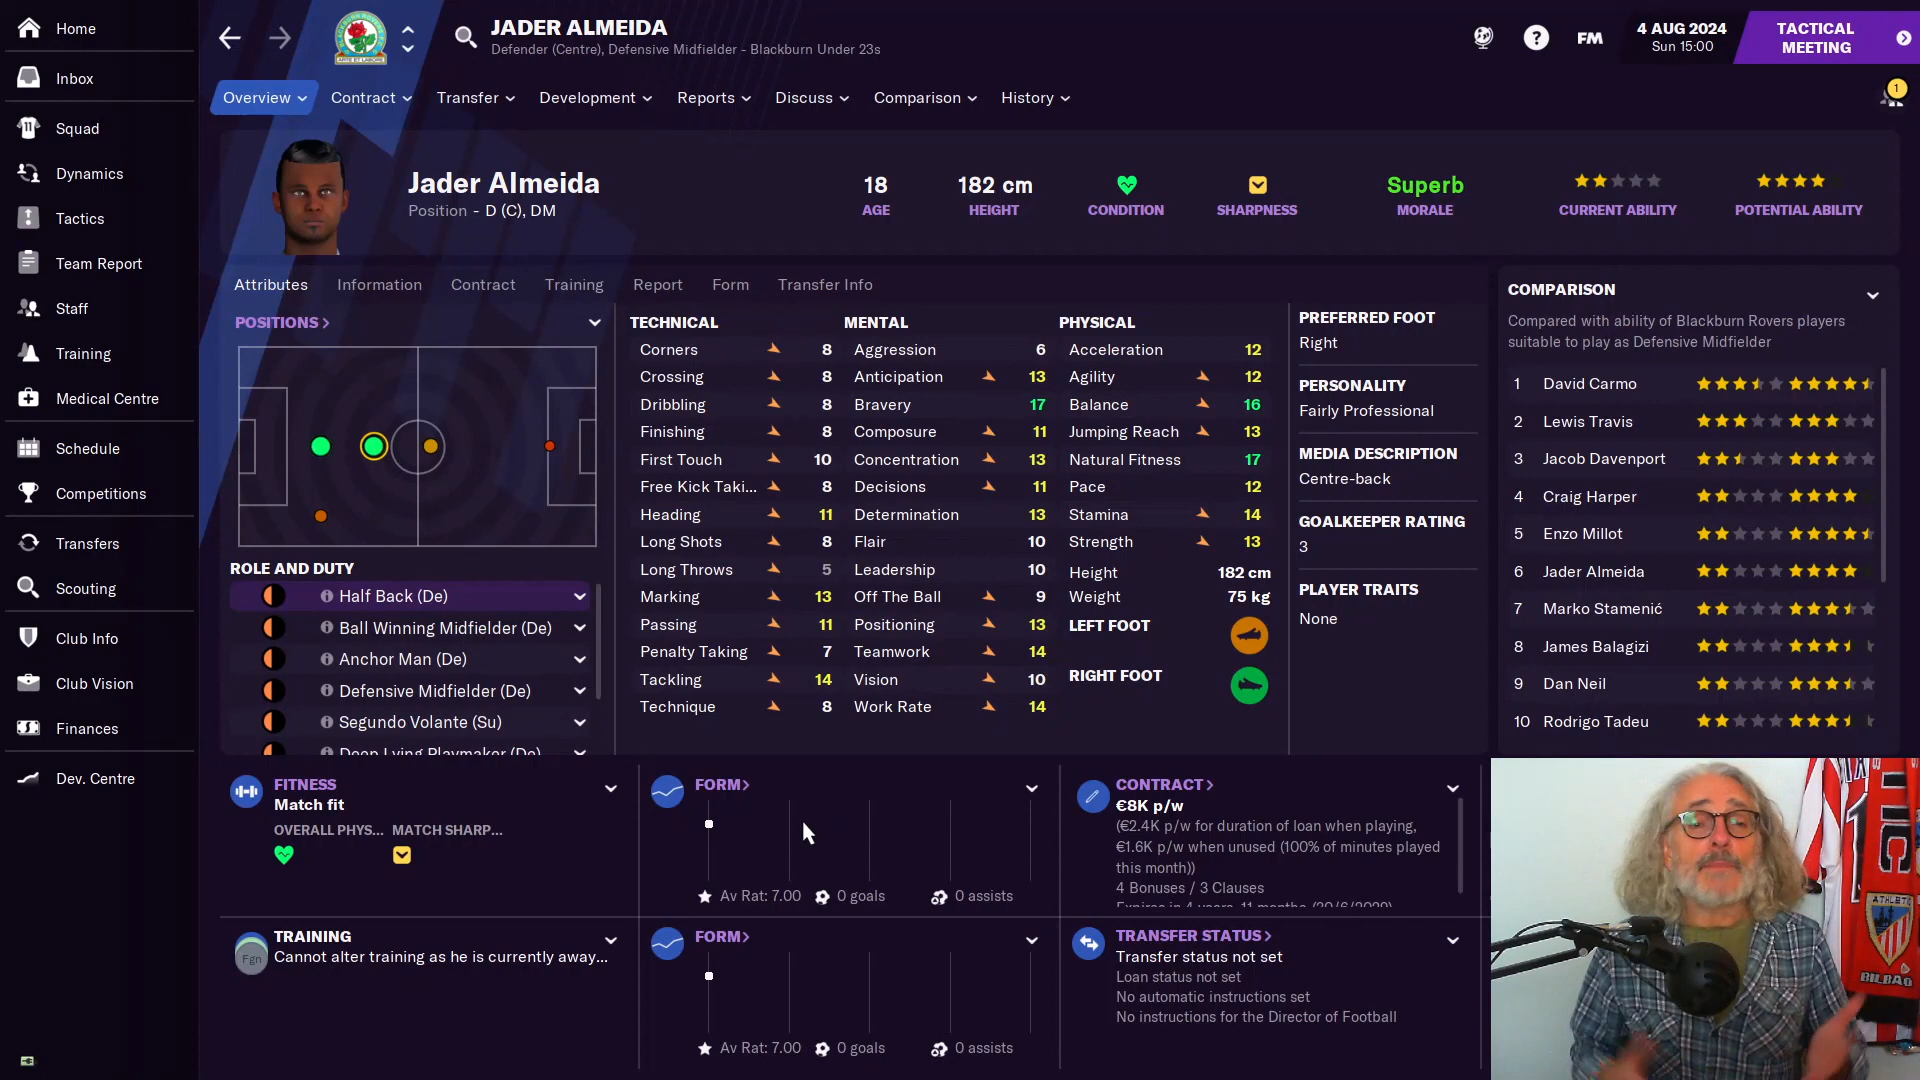 Home
Inbox
Squad
Dynamics
Tactics
Team Report
Staff
Training
Medical Centre
Schedule
Competitions
Transfers
Scouting
Club Info
Club Vision
Finances
Dev. Centre
JADER ALMEIDA
Defender (Centre), Defensive Midfielder - Blackburn Under 23s
FM
4 AUG 2024
Sun 15:00
TACTICAL
MEETING
Overview Contract Transfer Development Reports Discuss Comparison History
1
Jader Almeida
Position - D (C), DM
18
AGE
182 cm
HEIGHT
CONDITION
SHARPNESS
Superb
MORALE
CURRENT ABILITY
POTENTIAL ABILITY
Attributes Information Contract Training Report Form Transfer Info
POSITIONS
ROLE AND DUTY
Half Back (De)
Ball Winning Midfielder (De)
Anchor Man (De)
Defensive Midfielder (De)
Segundo Volante (Su)
Deep Lying Playmaker (De)
TECHNICAL
Corners 8
Crossing 8
Dribbling 8
Finishing 8
First Touch 10
Free Kick Taki... 8
Heading 11
Long Shots 8
Long Throws 5
Marking 13
Passing 11
Penalty Taking 7
Tackling 14
Technique 8
MENTAL
Aggression 6
Anticipation 13
Bravery 17
Composure 11
Concentration 13
Decisions 11
Determination 13
Flair 10
Leadership 10
Off The Ball 9
Positioning 13
Teamwork 14
Vision 10
Work Rate 14
PHYSICAL
Acceleration 12
Agility 12
Balance 16
Jumping Reach 13
Natural Fitness 17
Pace 12
Stamina 14
Strength 13
Height 182 cm
Weight 75 kg
LEFT FOOT
RIGHT FOOT
PREFERRED FOOT
Right
PERSONALITY
Fairly Professional
MEDIA DESCRIPTION
Centre-back
GOALKEEPER RATING
3
PLAYER TRAITS
None
COMPARISON
Compared with ability of Blackburn Rovers players
suitable to play as Defensive Midfielder
1 David Carmo
2 Lewis Travis
3 Jacob Davenport
4 Craig Harper
5 Enzo Millot
6 Jader Almeida
7 Marko Stamenić
8 James Balagizi
9 Dan Neil
10 Rodrigo Tadeu
FITNESS
Match fit
OVERALL PHYS... MATCH SHARP...
FORM
Av Rat: 7.00 0 goals 0 assists
CONTRACT
€8K p/w
(€2.4K p/w for duration of loan when playing,
€1.6K p/w when unused (100% of minutes played
this month))
4 Bonuses / 3 Clauses
Expires in 4 years, 11 months (30/6/2029)
TRAINING
Fgn
Cannot alter training as he is currently away...
FORM
Av Rat: 7.00 0 goals 0 assists
TRANSFER STATUS
Transfer status not set
Loan status not set
No automatic instructions set
No instructions for the Director of Football
ATHLETIC
BILBAO